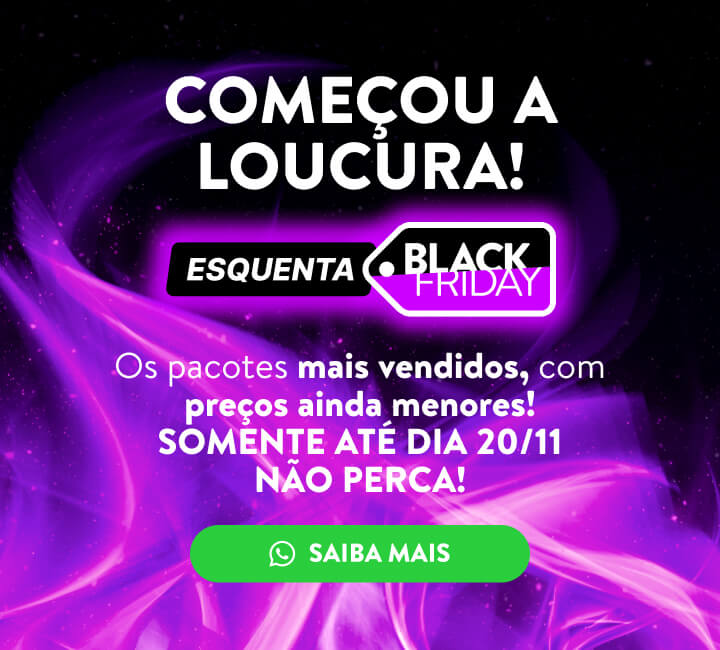 COMEÇOU A
LOUCURA!
ESQUENTA
BLACK
FRIDAY
Os pacotes mais vendidos, com
preços ainda menores!
SOMENTE ATÉ DIA 20/11
NÃO PERCA!
SAIBA MAIS